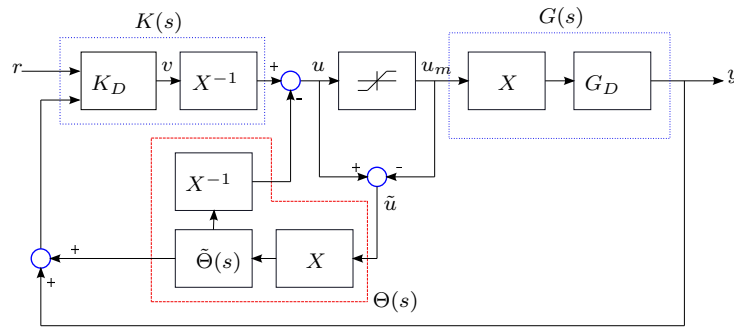 K(s)
G(s)
r
K_D
v
X⁻¹
+
-
u
u_m
X
G_D
y
+
-
ũ
X⁻¹
Θ̃(s)
X
Θ(s)
+
+